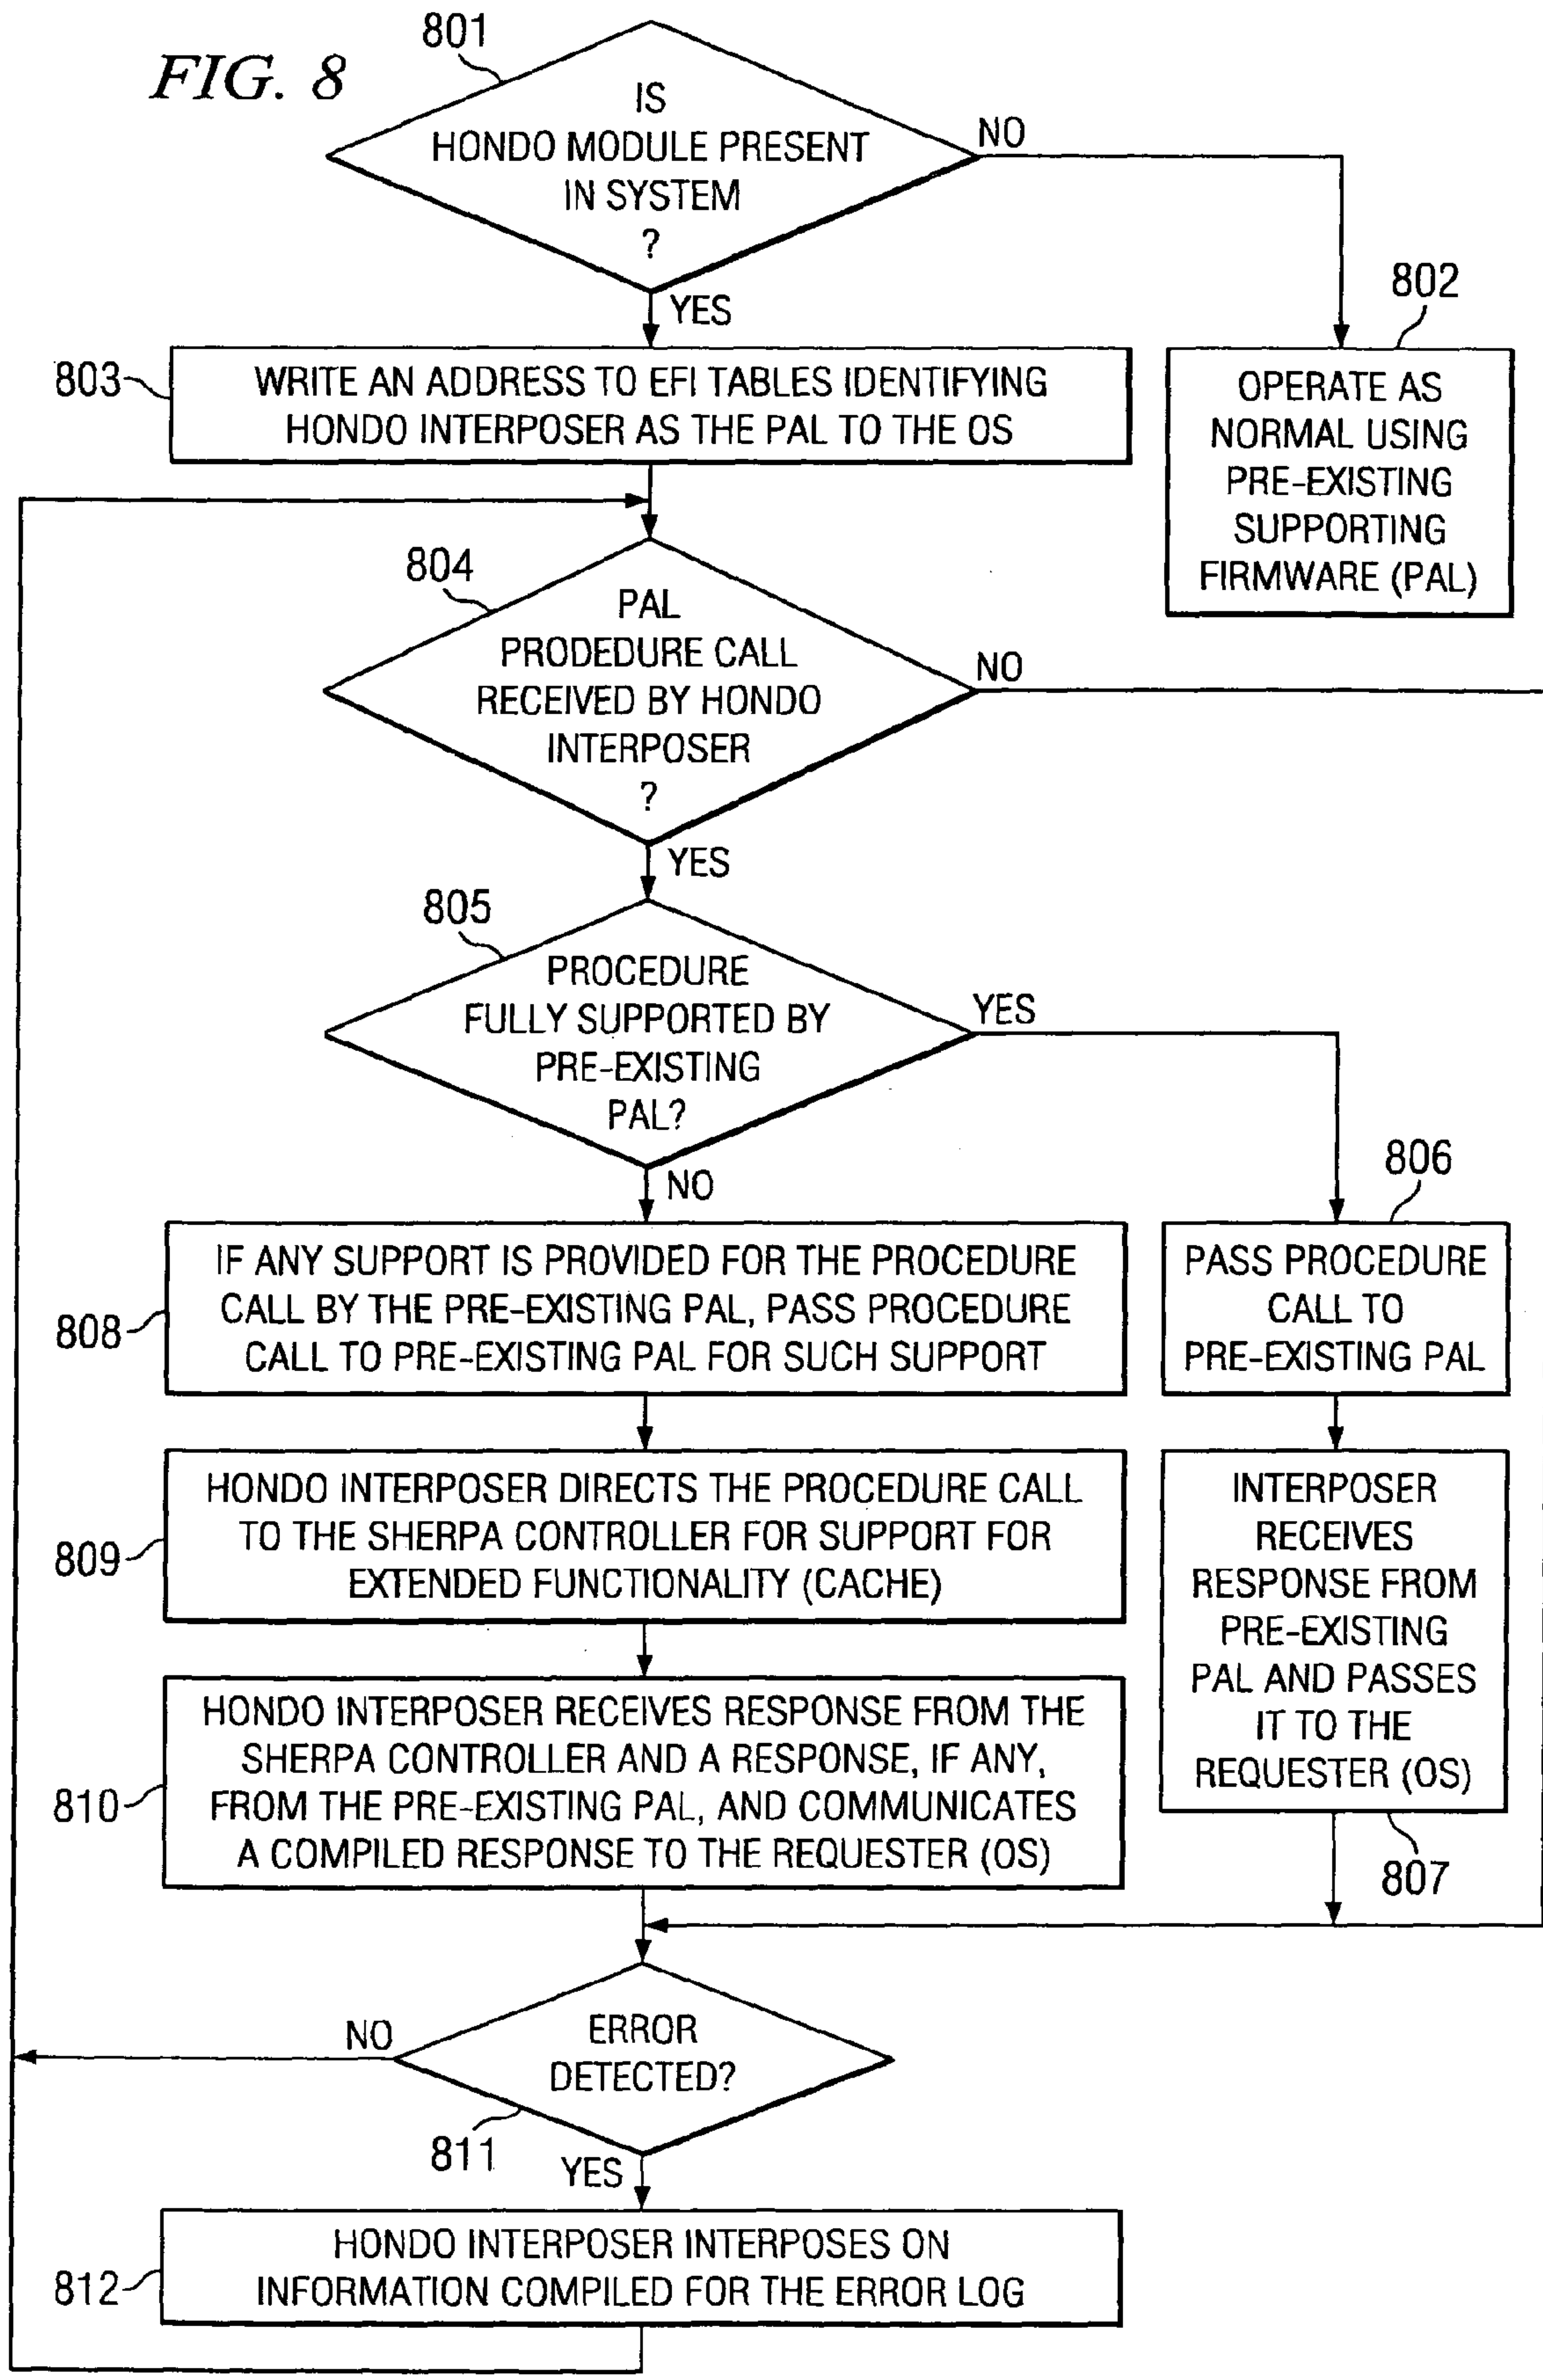 FIG. 8
801
IS
HONDO MODULE PRESENT
IN SYSTEM
?
NO
YES
802
OPERATE AS
NORMAL USING
PRE-EXISTING
SUPPORTING
FIRMWARE (PAL)
803
WRITE AN ADDRESS TO EFI TABLES IDENTIFYING
HONDO INTERPOSER AS THE PAL TO THE OS
804
PAL
PRODEDURE CALL
RECEIVED BY HONDO
INTERPOSER
?
NO
YES
805
PROCEDURE
FULLY SUPPORTED BY
PRE-EXISTING
PAL?
YES
NO
806
PASS PROCEDURE
CALL TO
PRE-EXISTING PAL
INTERPOSER
RECEIVES
RESPONSE FROM
PRE-EXISTING
PAL AND PASSES
IT TO THE
REQUESTER (OS)
807
808
IF ANY SUPPORT IS PROVIDED FOR THE PROCEDURE
CALL BY THE PRE-EXISTING PAL, PASS PROCEDURE
CALL TO PRE-EXISTING PAL FOR SUCH SUPPORT
809
HONDO INTERPOSER DIRECTS THE PROCEDURE CALL
TO THE SHERPA CONTROLLER FOR SUPPORT FOR
EXTENDED FUNCTIONALITY (CACHE)
810
HONDO INTERPOSER RECEIVES RESPONSE FROM THE
SHERPA CONTROLLER AND A RESPONSE, IF ANY,
FROM THE PRE-EXISTING PAL, AND COMMUNICATES
A COMPILED RESPONSE TO THE REQUESTER (OS)
NO
ERROR
DETECTED?
811
YES
812
HONDO INTERPOSER INTERPOSES ON
INFORMATION COMPILED FOR THE ERROR LOG